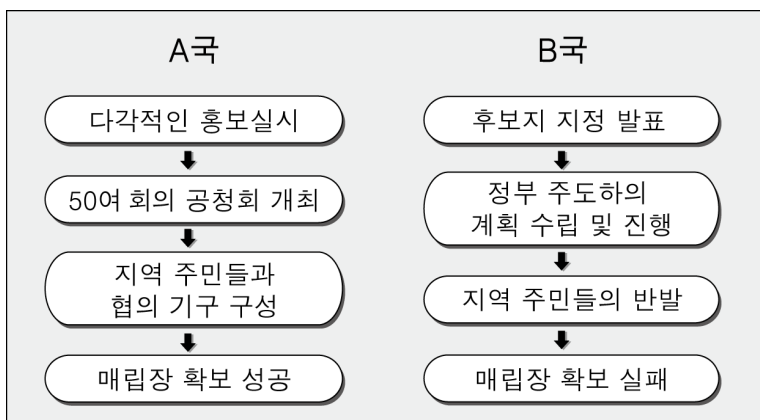 A국
다각적인 홍보실시
50여 회의 공청회 개최
지역 주민들과
협의 기구 구성
매립장 확보 성공
B국
후보지 지정 발표
정부 주도하의
계획 수립 및 진행
지역 주민들의 반발
매립장 확보 실패